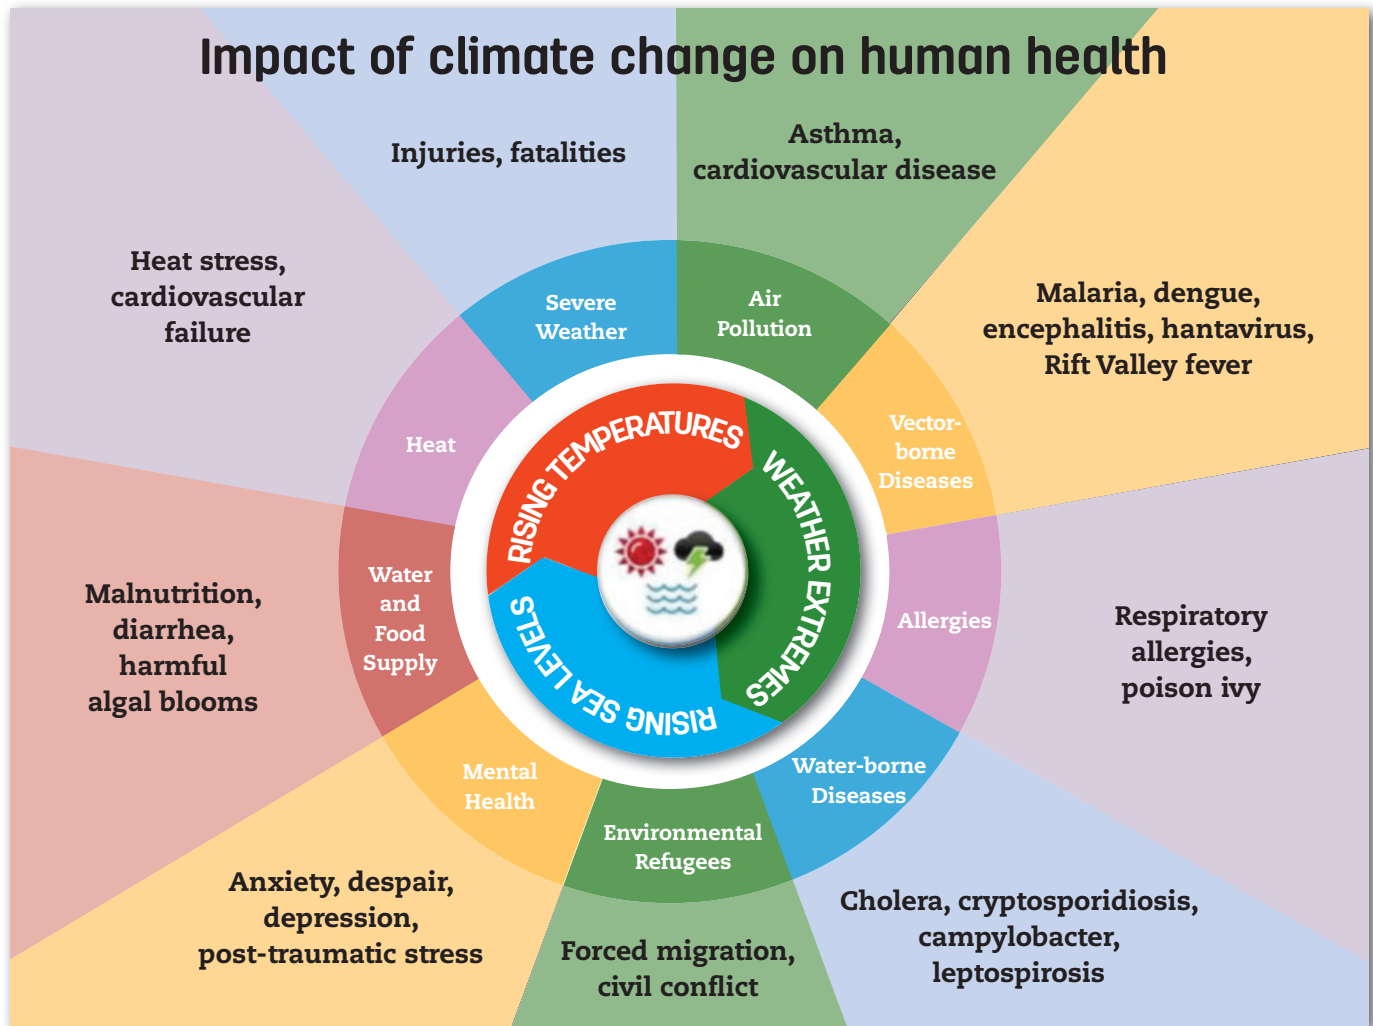 Impact of climate change on human health
Injuries, fatalities
Asthma,
cardiovascular disease
Heat stress,
cardiovascular
failure
Malaria, dengue,
encephalitis, hantavirus,
Rift Valley fever
Severe
Weather
Air
Pollution
Heat
Vector-
borne
Diseases
RISING TEMPERATURES
WEATHER EXTREMES
RISING SEA LEVELS
Water
and
Food
Supply
Allergies
Malnutrition,
diarrhea,
harmful
algal blooms
Respiratory
allergies,
poison ivy
Mental
Health
Water-borne
Diseases
Environmental
Refugees
Anxiety, despair,
depression,
post-traumatic stress
Forced migration,
civil conflict
Cholera, cryptosporidiosis,
campylobacter,
leptospirosis